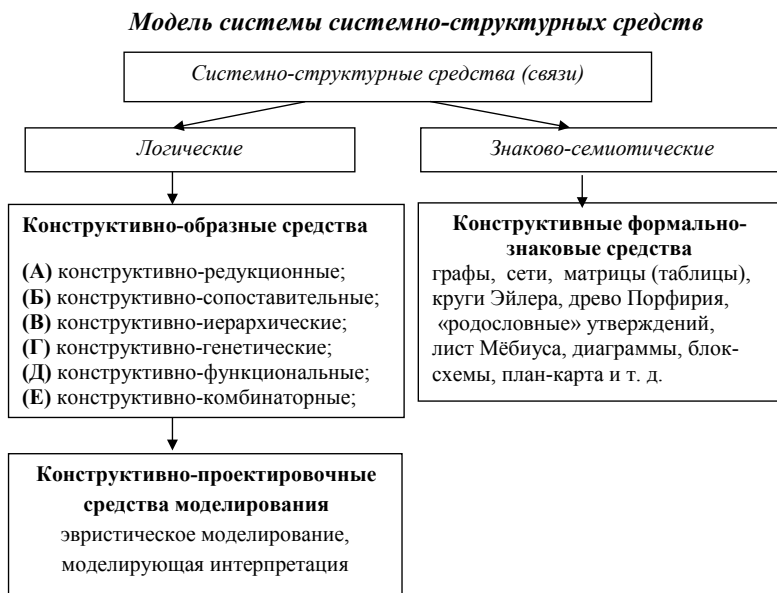 Модель системы системно-структурных средств
Системно-структурные средства (связи)
Логические
Знаково-семиотические
Конструктивно-образные средства
(А) конструктивно-редукционные;
(Б) конструктивно-сопоставительные;
(В) конструктивно-иерархические;
(Г) конструктивно-генетические;
(Д) конструктивно-функциональные;
(Е) конструктивно-комбинаторные;
Конструктивные формально-
знаковые средства
графы, сети, матрицы (таблицы),
круги Эйлера, древо Порфирия,
«родословные» утверждений,
лист Мёбиуса, диаграммы, блок-
схемы, план-карта и т. д.
Конструктивно-проектировочные
средства моделирования
эвристическое моделирование,
моделирующая интерпретация